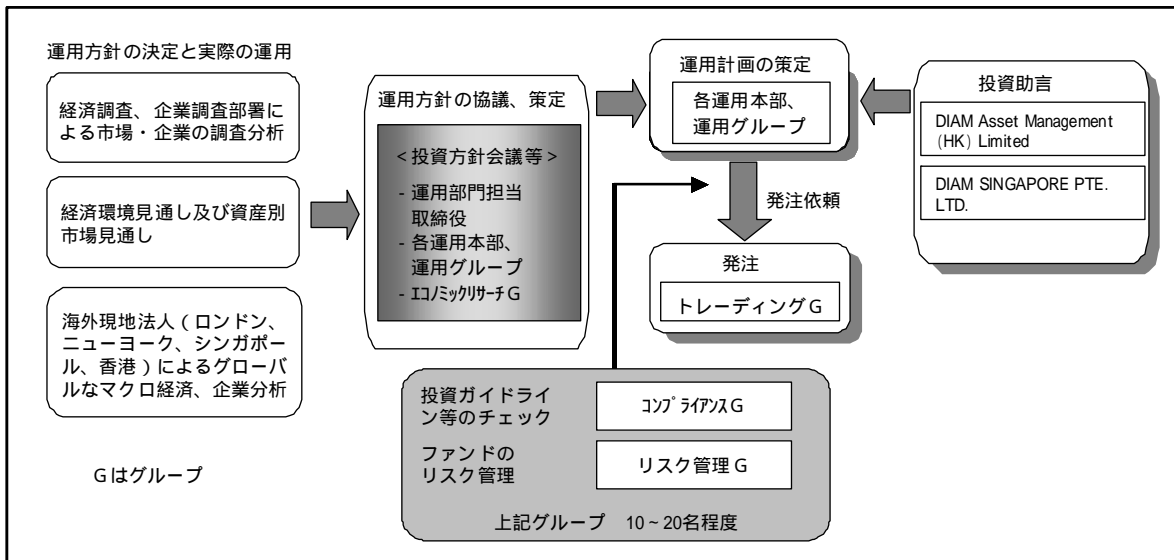 運用方針の決定と実際の運用
経済調査、企業調査部署に
よる市場・企業の調査分析
経済環境見通し及び資産別
市場見通し
海外現地法人（ロンドン、
ニューヨーク、シンガポー
ル、香港）によるグローバ
ルなマクロ経済、企業分析
Ｇはグループ
運用方針の協議、策定
＜投資方針会議等＞
- 運用部門担当
取締役
- 各運用本部、
運用グループ
- ｴｺﾉﾐｯｸﾘｻｰﾁＧ
運用計画の策定
各運用本部、
運用グループ
発注依頼
発注
トレーディングＧ
投資助言
DIAM Asset Management
(HK) Limited
DIAM SINGAPORE PTE.
LTD.
投資ガイドライ
ン等のチェック
ｺﾝﾌﾟﾗｲｱﾝｽＧ
ファンドの
リスク管理
リスク管理Ｇ
上記グループ　10～20名程度